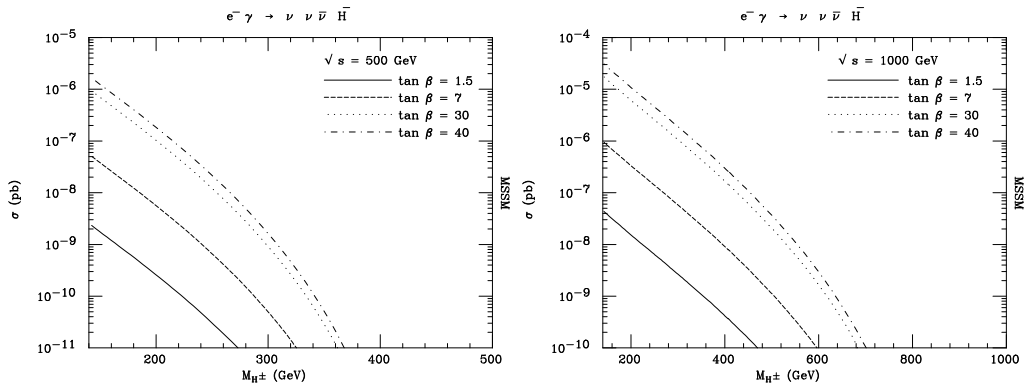 e⁻ γ → ν ν ν̄ H⁻
10⁻⁵
10⁻⁶
10⁻⁷
10⁻⁸
10⁻⁹
10⁻¹⁰
10⁻¹¹
σ (pb)
√ s = 500 GeV
tan β = 1.5
tan β = 7
tan β = 30
tan β = 40
MSSM
200 300 400 500
M_H± (GeV)
e⁻ γ → ν ν ν̄ H⁻
10⁻⁴
10⁻⁵
10⁻⁶
10⁻⁷
10⁻⁸
10⁻⁹
10⁻¹⁰
σ (pb)
√ s = 1000 GeV
tan β = 1.5
tan β = 7
tan β = 30
tan β = 40
MSSM
200 400 600 800 1000
M_H± (GeV)